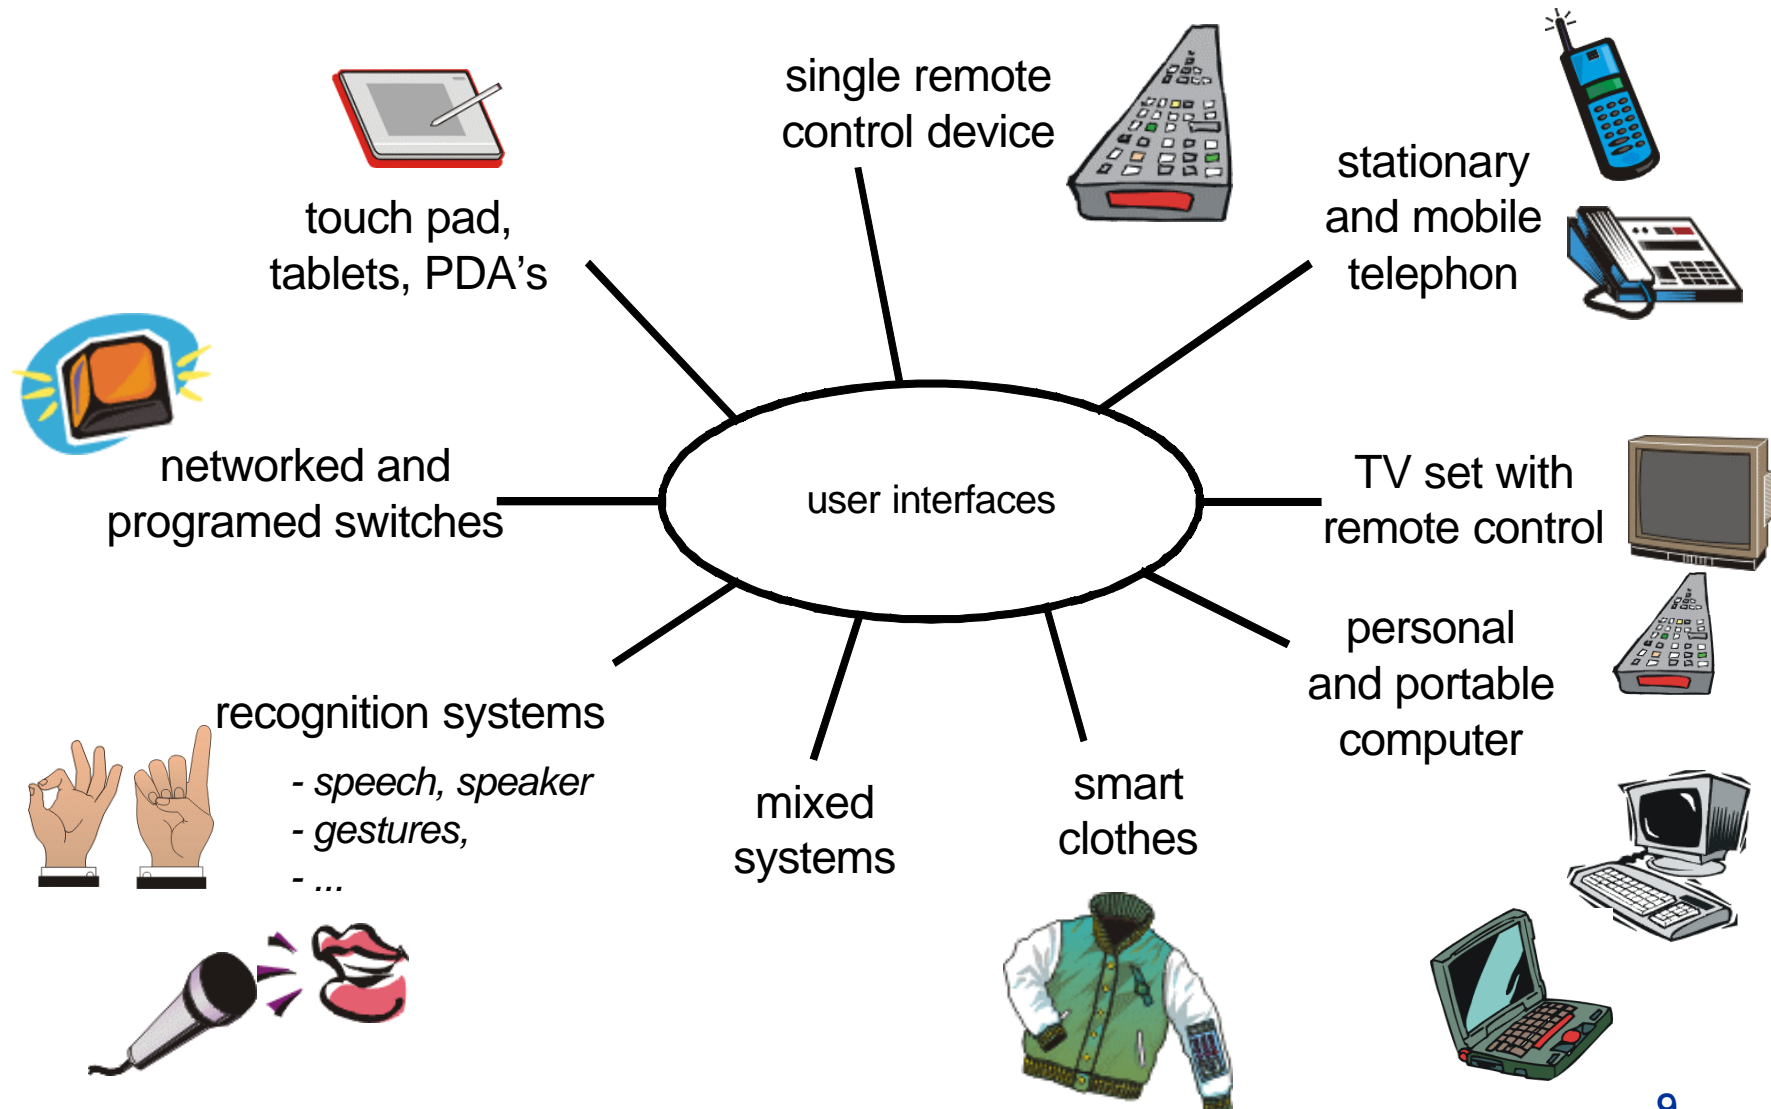 single remote
control device
stationary
and mobile
telephon
touch pad,
tablets, PDA's
networked and
programed switches
user interfaces
TV set with
remote control
personal
and portable
computer
recognition systems
- speech, speaker
- gestures,
- ...
mixed
systems
smart
clothes
9